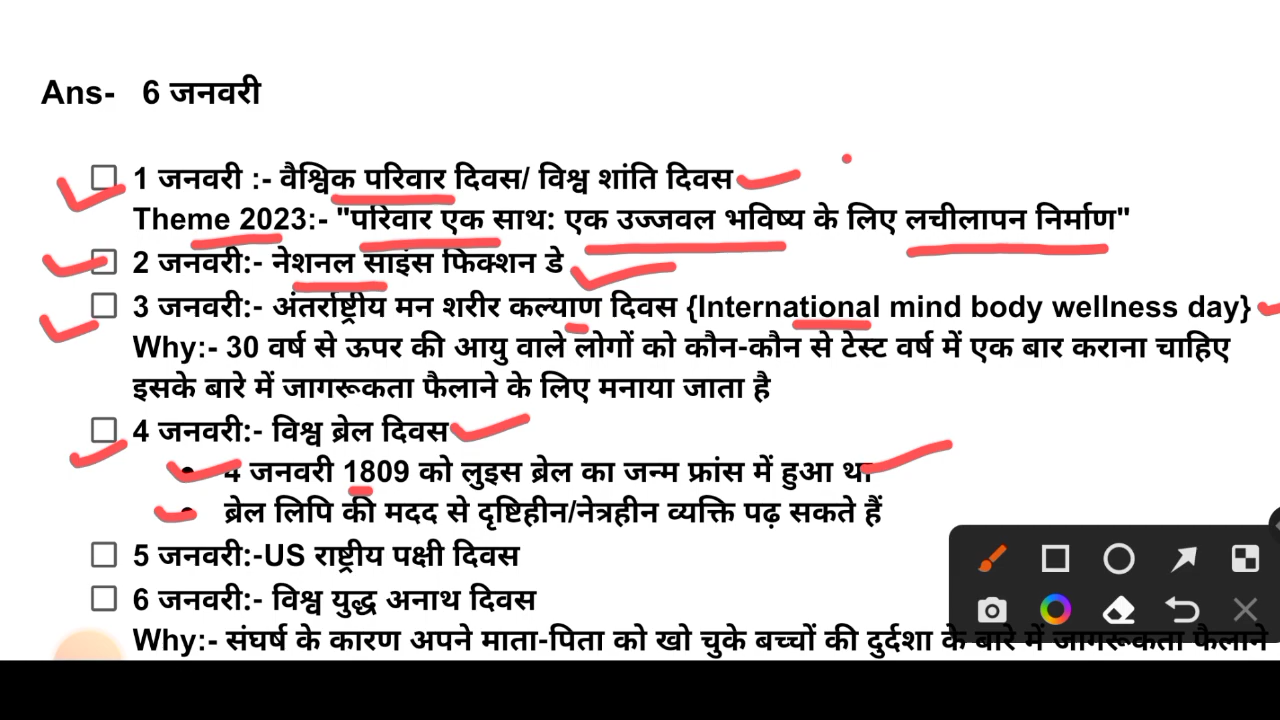 Ans- 6 जनवरी
1 जनवरी :- वैश्विक परिवार दिवस/ विश्व शांति दिवस
Theme 2023:- "परिवार एक साथ: एक उज्जवल भविष्य के लिए लचीलापन निर्माण"
2 जनवरी:- नेशनल साइंस फिक्शन डे
3 जनवरी:- अंतर्राष्ट्रीय मन शरीर कल्याण दिवस {International mind body wellness day}
Why:- 30 वर्ष से ऊपर की आयु वाले लोगों को कौन-कौन से टेस्ट वर्ष में एक बार कराना चाहिए
इसके बारे में जागरूकता फैलाने के लिए मनाया जाता है
4 जनवरी:- विश्व ब्रेल दिवस
4 जनवरी 1809 को लुइस ब्रेल का जन्म फ्रांस में हुआ था
ब्रेल लिपि की मदद से दृष्टिहीन/नेत्रहीन व्यक्ति पढ़ सकते हैं
5 जनवरी:-US राष्ट्रीय पक्षी दिवस
6 जनवरी:- विश्व युद्ध अनाथ दिवस
Why:- संघर्ष के कारण अपने माता-पिता को खो चुके बच्चों की दुर्दशा के बारे में जागरूकता फैलाने